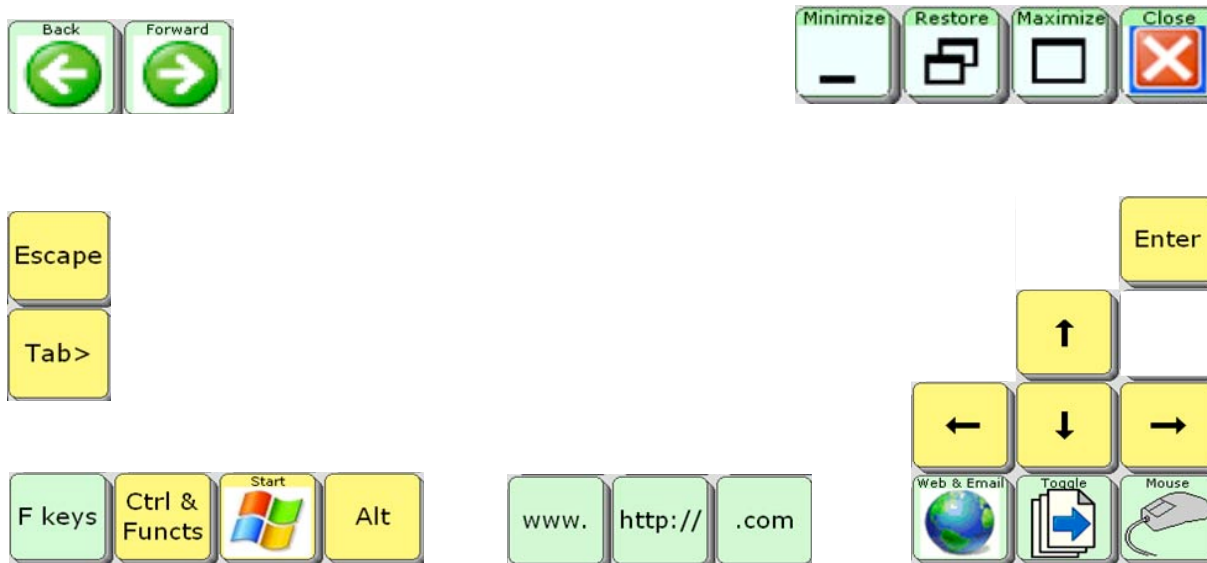 Back Forward
Minimize Restore Maximize Close
Escape
Enter
Tab>
F keys
Ctrl &
Functs
Start
Alt
www.
http://
.com
Web & Email
Toggle
Mouse